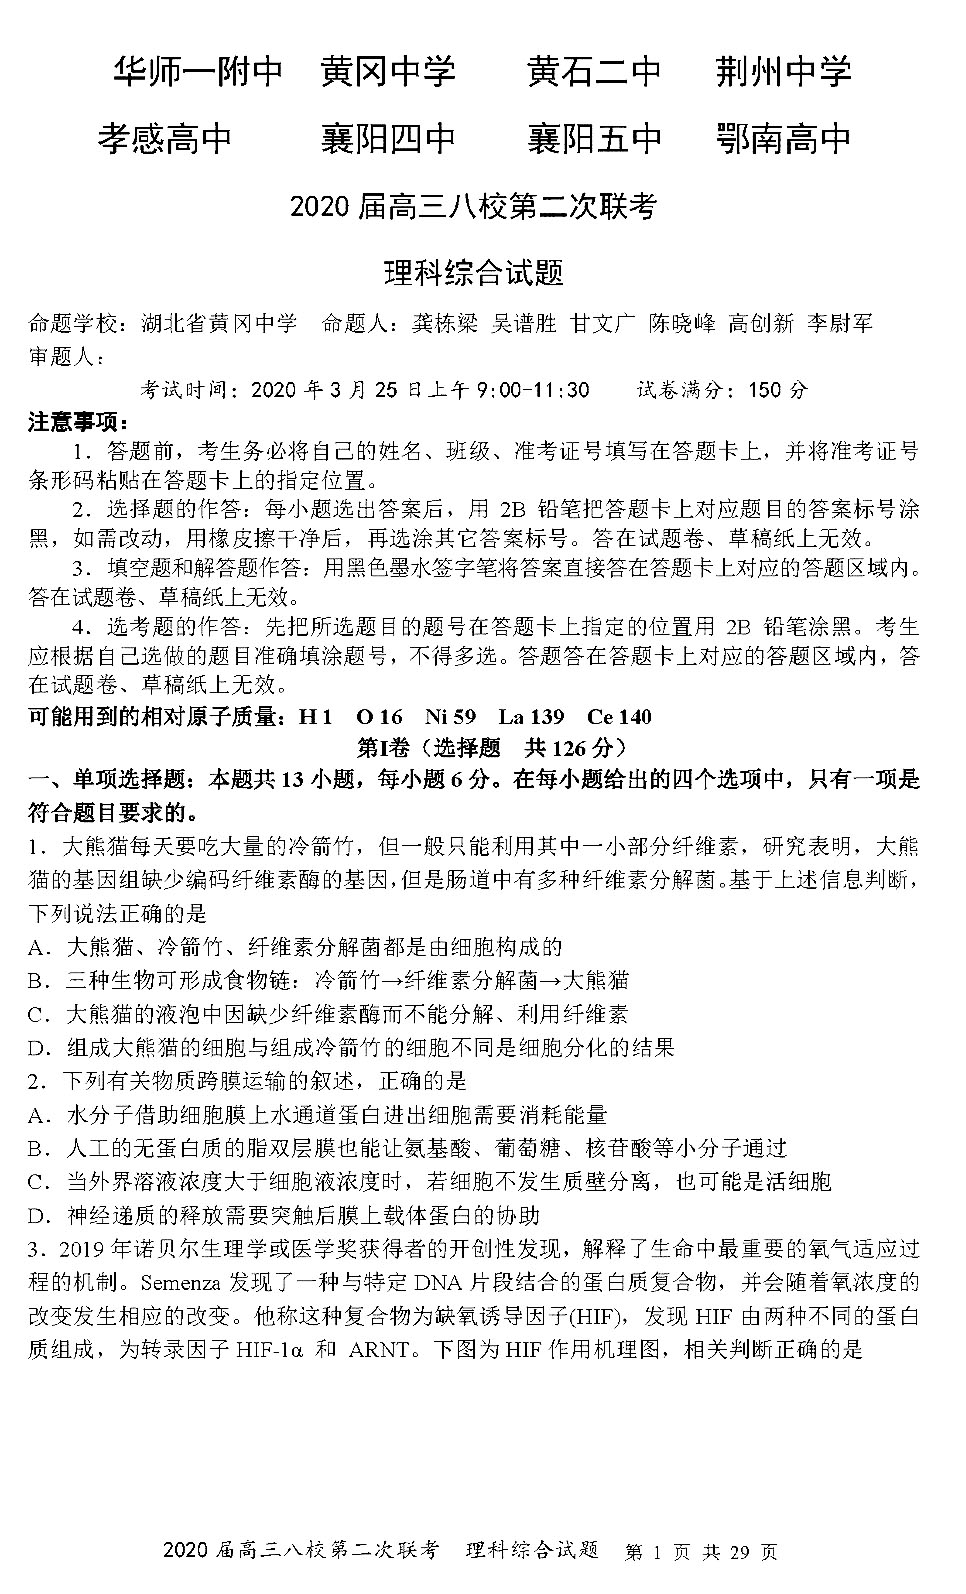 华师一附中 黄冈中学 黄石二中 荆州中学
孝感高中 襄阳四中 襄阳五中 鄂南高中
2020 届高三八校第二次联考
理科综合试题
命题学校：湖北省黄冈中学 命题人：龚栋梁 吴谱胜 甘文广 陈晓峰 高创新 李尉军
审题人：
考试时间：2020 年 3 月 25 日上午 9:00-11:30 试卷满分：150 分
注意事项：
1．答题前，考生务必将自己的姓名、班级、准考证号填写在答题卡上，并将准考证号
条形码粘贴在答题卡上的指定位置。
2．选择题的作答：每小题选出答案后，用 2B 铅笔把答题卡上对应题目的答案标号涂
黑，如需改动，用橡皮擦干净后，再选涂其它答案标号。答在试题卷、草稿纸上无效。
3．填空题和解答题作答：用黑色墨水签字笔将答案直接答在答题卡上对应的答题区域内。
答在试题卷、草稿纸上无效。
4．选考题的作答：先把所选题目的题号在答题卡上指定的位置用 2B 铅笔涂黑。考生
应根据自己选做的题目准确填涂题号，不得多选。答题答在答题卡上对应的答题区域内，答
在试题卷、草稿纸上无效。
可能用到的相对原子质量：H 1 O 16 Ni 59 La 139 Ce 140
第I卷（选择题 共 126 分）
一、单项选择题：本题共 13 小题，每小题 6 分。在每小题给出的四个选项中，只有一项是
符合题目要求的。
1．大熊猫每天要吃大量的冷箭竹，但一般只能利用其中一小部分纤维素，研究表明，大熊
猫的基因组缺少编码纤维素酶的基因，但是肠道中有多种纤维素分解菌。基于上述信息判断，
下列说法正确的是
A．大熊猫、冷箭竹、纤维素分解菌都是由细胞构成的
B．三种生物可形成食物链：冷箭竹→纤维素分解菌→大熊猫
C．大熊猫的液泡中因缺少纤维素酶而不能分解、利用纤维素
D．组成大熊猫的细胞与组成冷箭竹的细胞不同是细胞分化的结果
2．下列有关物质跨膜运输的叙述，正确的是
A．水分子借助细胞膜上水通道蛋白进出细胞需要消耗能量
B．人工的无蛋白质的脂双层膜也能让氨基酸、葡萄糖、核苷酸等小分子通过
C．当外界溶液浓度大于细胞液浓度时，若细胞不发生质壁分离，也可能是活细胞
D．神经递质的释放需要突触后膜上载体蛋白的协助
3．2019 年诺贝尔生理学或医学奖获得者的开创性发现，解释了生命中最重要的氧气适应过
程的机制。Semenza 发现了一种与特定 DNA 片段结合的蛋白质复合物，并会随着氧浓度的
改变发生相应的改变。他称这种复合物为缺氧诱导因子(HIF)，发现 HIF 由两种不同的蛋白
质组成，为转录因子 HIF-1α 和 ARNT。下图为 HIF 作用机理图，相关判断正确的是
2020 届高三八校第二次联考 理科综合试题 第 1 页 共 29 页